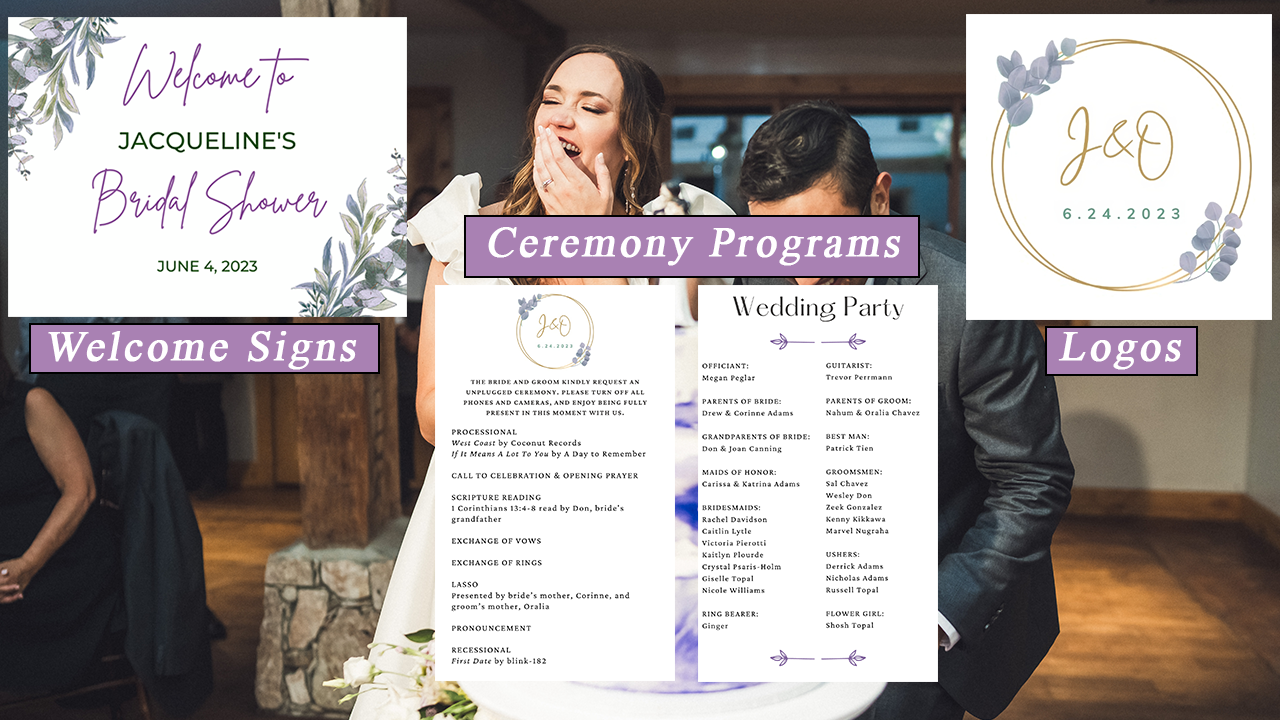 Welcome to
JACQUELINE'S
Bridal Shower
JUNE 4, 2023
Welcome Signs
Ceremony Programs
J&O
6.24.2023
THE BRIDE AND GROOM KINDLY REQUEST AN
UNPLUGGED CEREMONY. PLEASE TURN OFF ALL
PHONES AND CAMERAS, AND ENJOY BEING FULLY
PRESENT IN THIS MOMENT WITH US.
PROCESSIONAL
West Coast by Coconut Records
If It Means A Lot To You by A Day to Remember
CALL TO CELEBRATION & OPENING PRAYER
SCRIPTURE READING
1 Corinthians 13:4-8 read by Don, bride's
grandfather
EXCHANGE OF VOWS
EXCHANGE OF RINGS
LASSO
Presented by bride's mother, Corinne, and
groom's mother, Oralia
PRONOUNCEMENT
RECESSIONAL
First Date by blink-182
Wedding Party
OFFICIANT:
Megan Peglar
PARENTS OF BRIDE:
Drew & Corinne Adams
GRANDPARENTS OF BRIDE:
Don & Joan Canning
MAIDS OF HONOR:
Carissa & Katrina Adams
BRIDESMAIDS:
Rachel Davidson
Caitlin Lytle
Victoria Pierotti
Kaitlyn Plourde
Crystal Psaris-Holm
Giselle Topal
Nicole Williams
RING BEARER:
Ginger
GUITARIST:
Trevor Perrmann
PARENTS OF GROOM:
Nahum & Oralia Chavez
BEST MAN:
Patrick Tien
GROOMSMEN:
Sal Chavez
Wesley Don
Zeek Gonzalez
Kenny Kikkawa
Marvel Nugraha
USHERS:
Derrick Adams
Nicholas Adams
Russell Topal
FLOWER GIRL:
Shosh Topal
J&O
6.24.2023
Logos